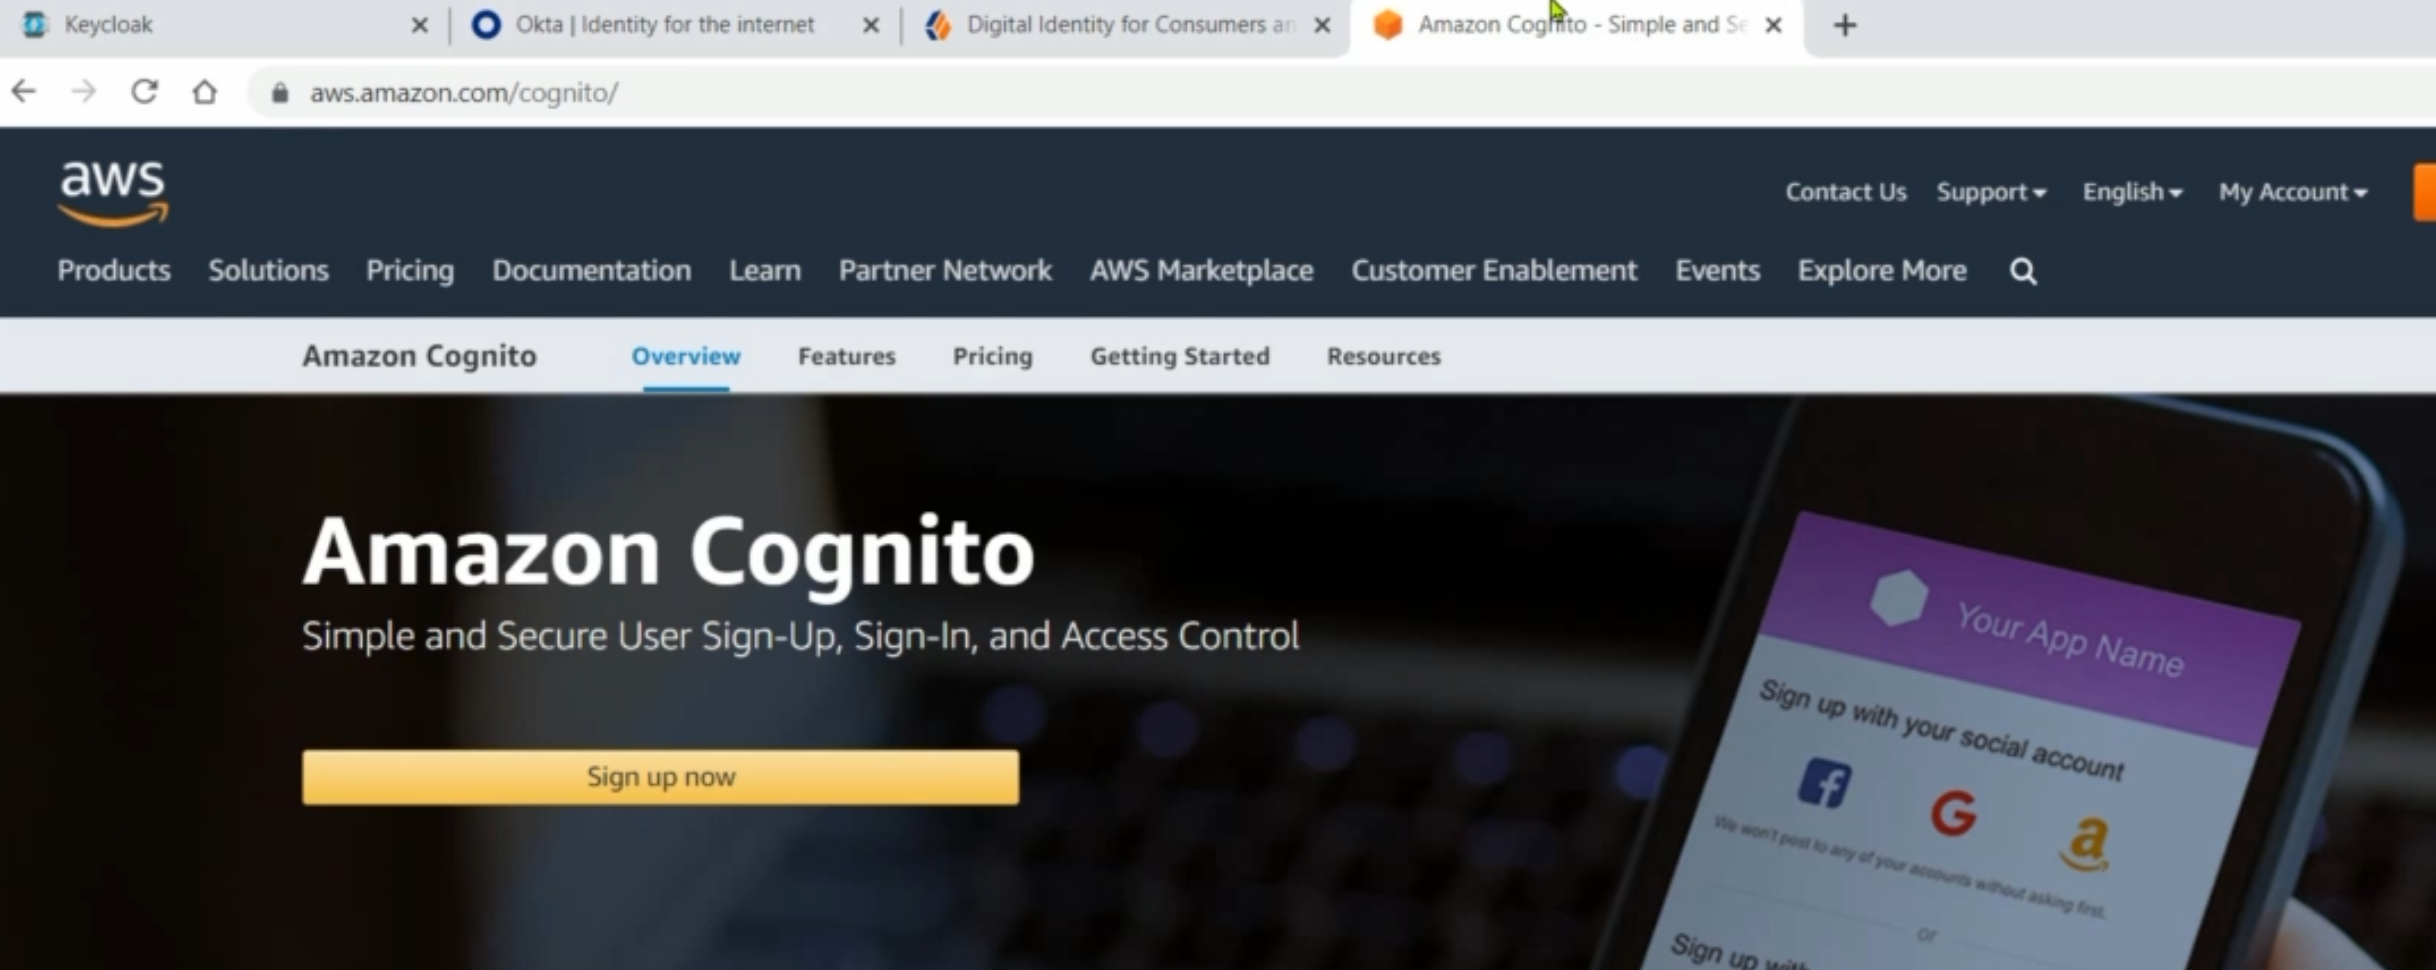 Keycloak
Okta | Identity for the internet
Digital Identity for Consumers an
Amazon Cognito - Simple and Se
aws.amazon.com/cognito/
aws
Contact Us Support English My Account
Products Solutions Pricing Documentation Learn Partner Network AWS Marketplace Customer Enablement Events Explore More
Amazon Cognito Overview Features Pricing Getting Started Resources
Amazon Cognito
Simple and Secure User Sign-Up, Sign-In, and Access Control
Sign up now
Your App Name
Sign up with your social account
We won't post to any of your accounts without asking first.
or
Sign up with